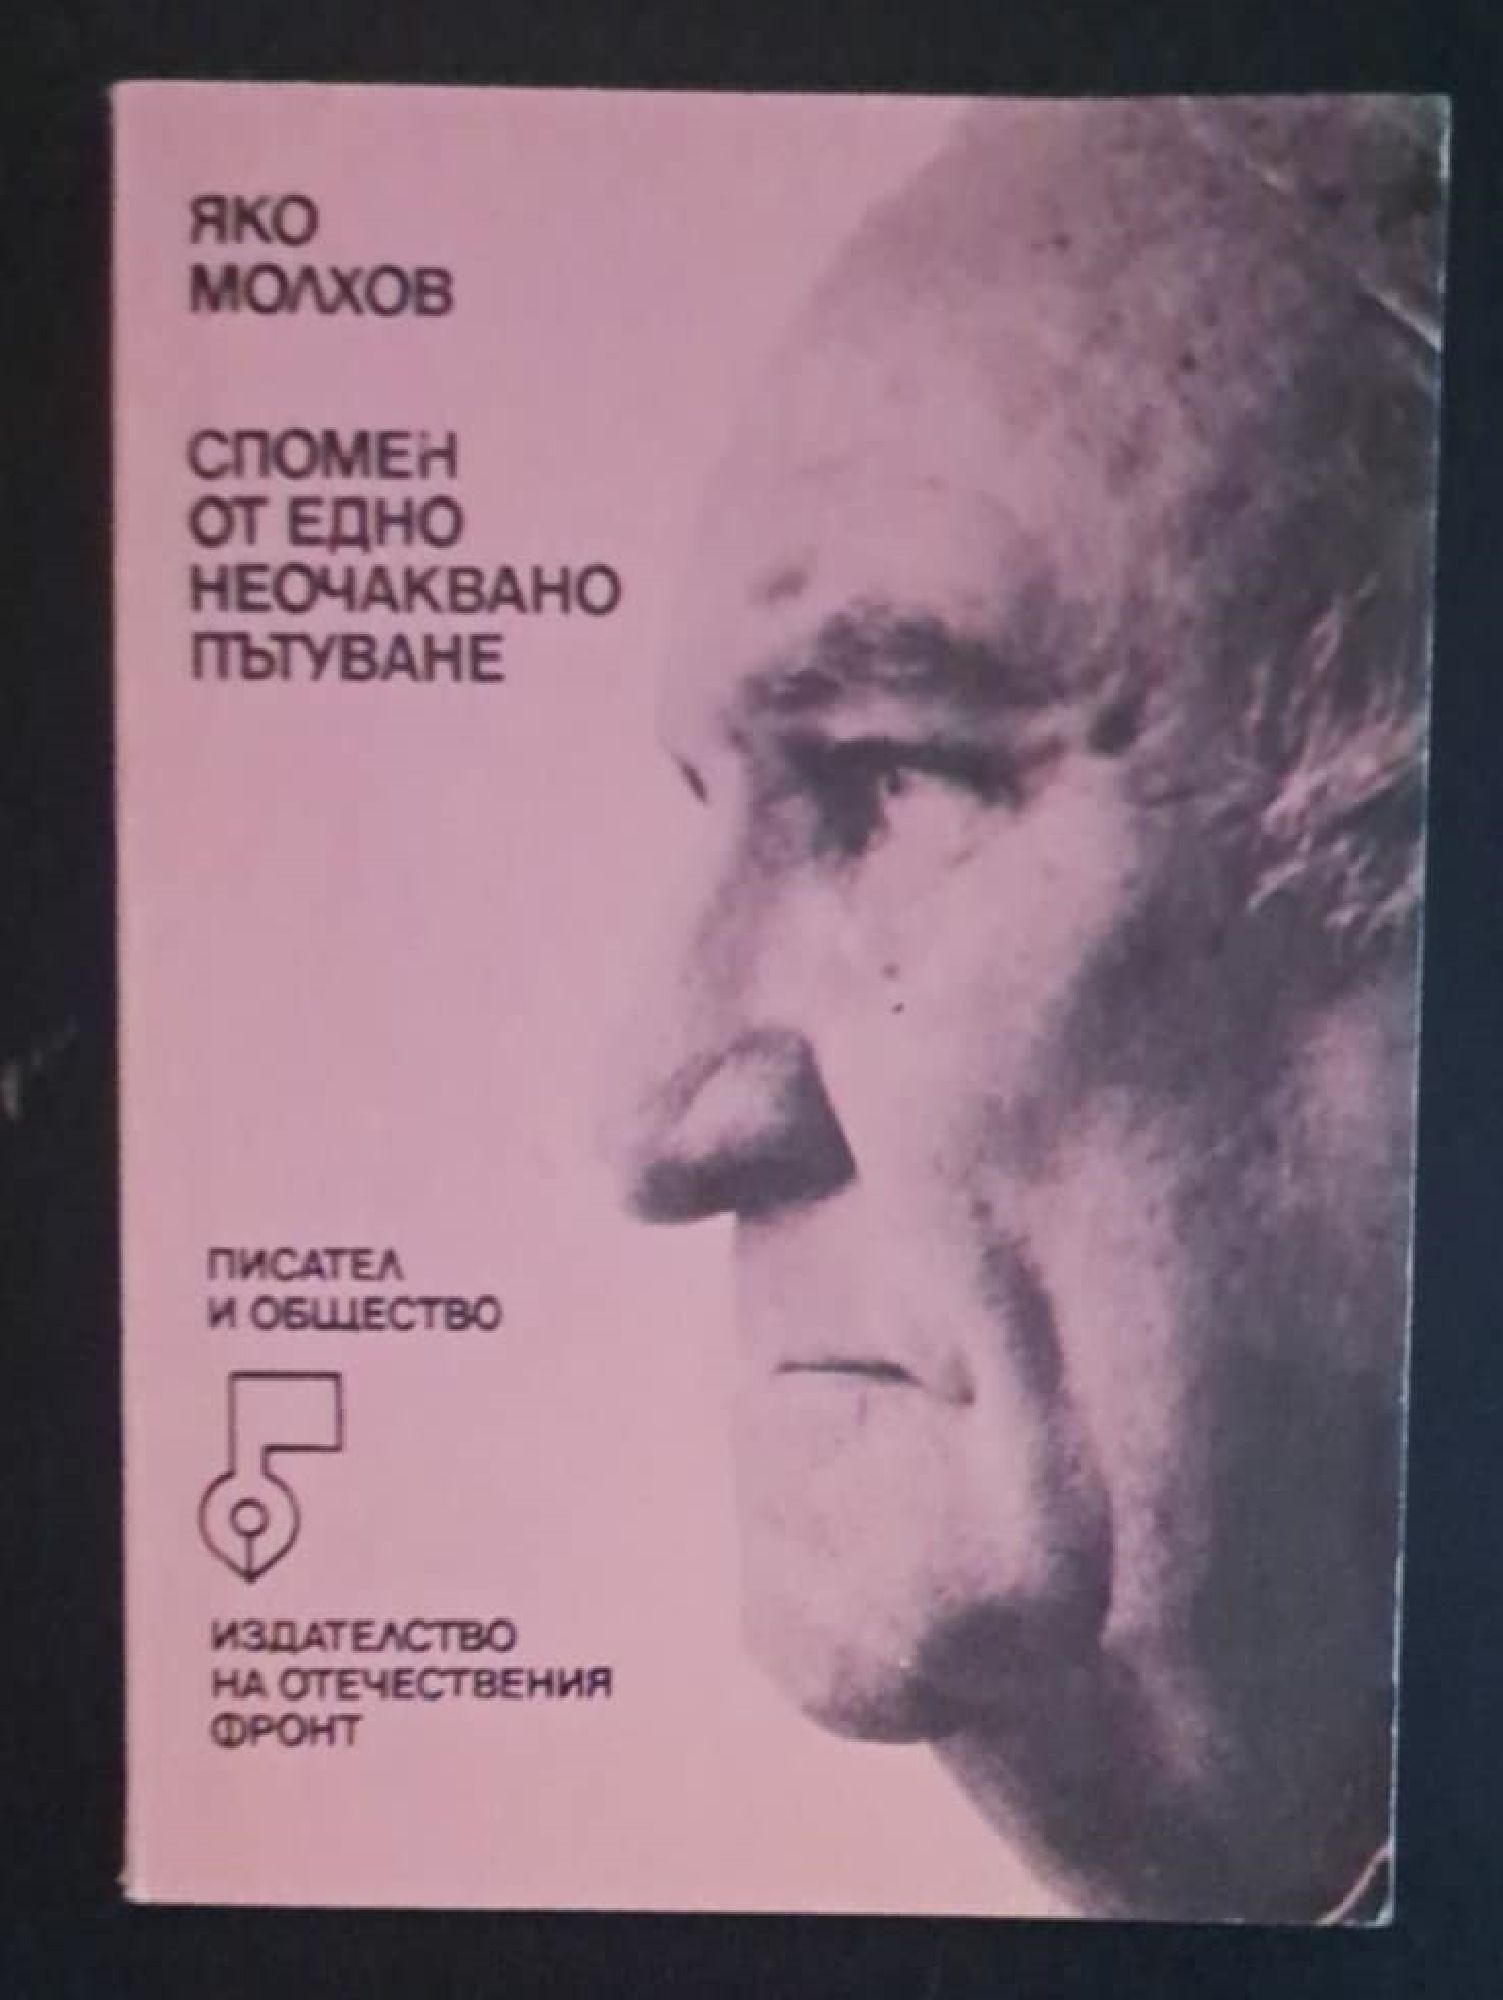 ЯКО
МОЛХОВ
СПОМЕН
ОТ ЕДНО
НЕОЧАКВАНО
ПЪТУВАНЕ
ПИСАТЕЛ
И ОБЩЕСТВО
ИЗДАТЕЛСТВО
НА ОТЕЧЕСТВЕНИЯ
ФРОНТ